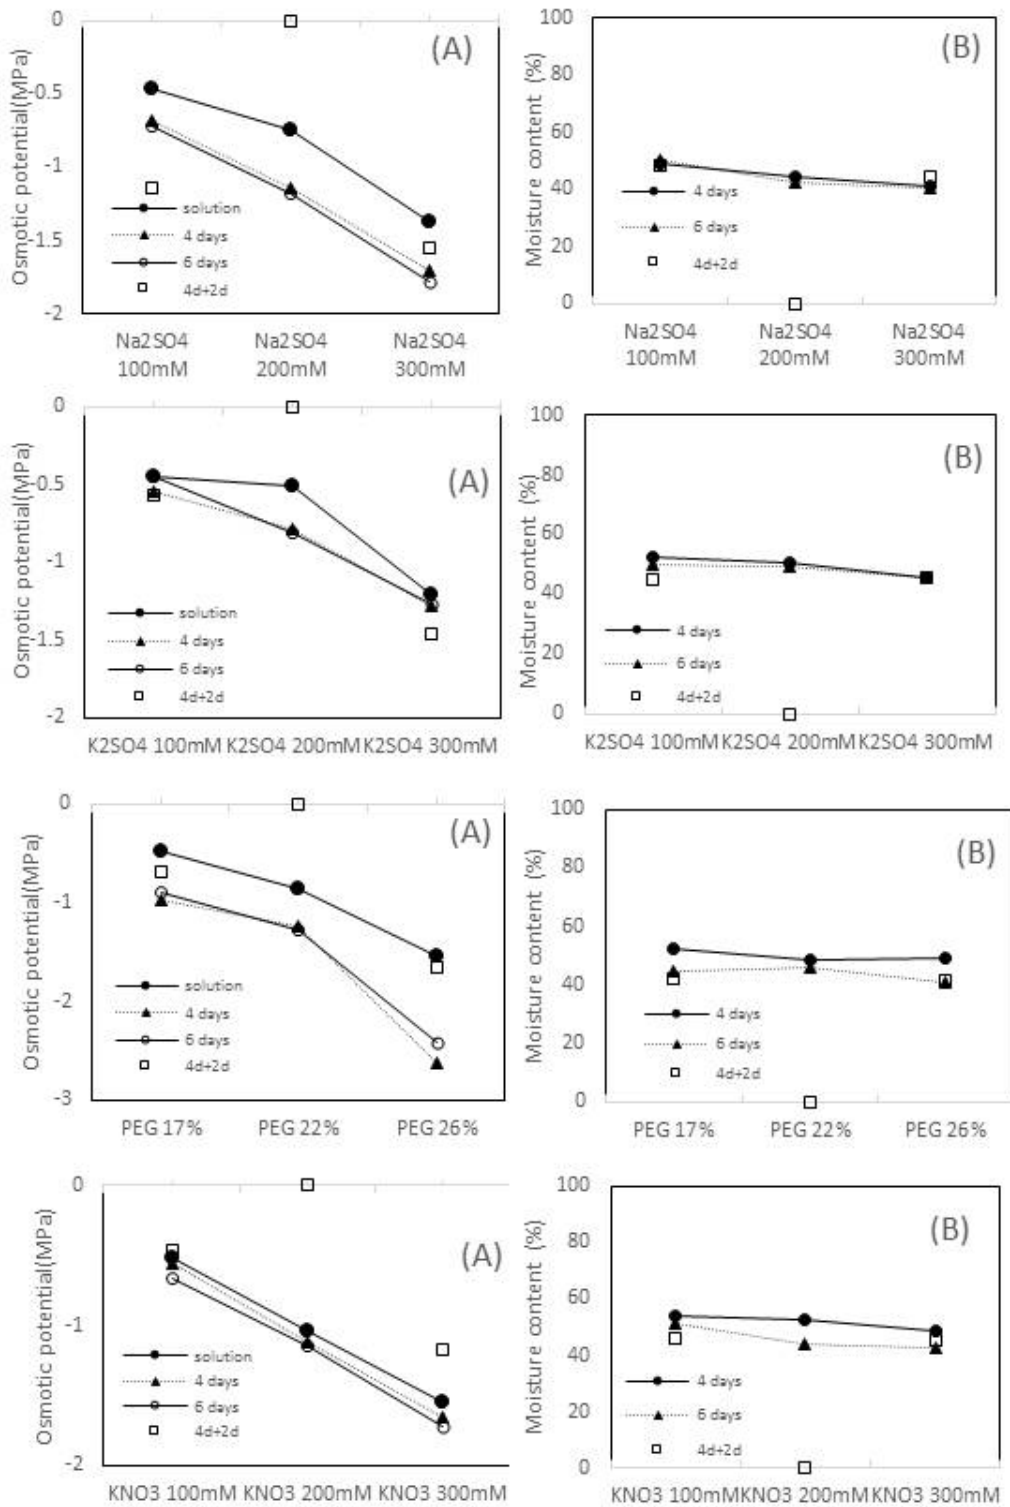 (A)
Osmotic potential(MPa)
0
-0.5
-1
-1.5
-2
solution
4 days
6 days
4d+2d
Na2SO4 100mM
Na2SO4 200mM
Na2SO4 300mM
(B)
Moisture content (%)
100
80
60
40
20
0
4 days
6 days
4d+2d
Na2SO4 100mM
Na2SO4 200mM
Na2SO4 300mM
(A)
Osmotic potential(MPa)
0
-0.5
-1
-1.5
-2
solution
4 days
6 days
4d+2d
K2SO4 100mM K2SO4 200mM K2SO4 300mM
(B)
Moisture content (%)
100
80
60
40
20
0
4 days
6 days
4d+2d
K2SO4 100mM K2SO4 200mM K2SO4 300mM
(A)
Osmotic potential(MPa)
0
-1
-2
-3
solution
4 days
6 days
4d+2d
PEG 17% PEG 22% PEG 26%
(B)
Moisture content (%)
100
80
60
40
20
0
4 days
6 days
4d+2d
PEG 17% PEG 22% PEG 26%
(A)
Osmotic potential(MPa)
0
-1
-2
solution
4 days
6 days
4d+2d
KNO3 100mM KNO3 200mM KNO3 300mM
(B)
Moisture content (%)
100
80
60
40
20
0
4 days
6 days
4d+2d
KNO3 100mM KNO3 200mM KNO3 300mM